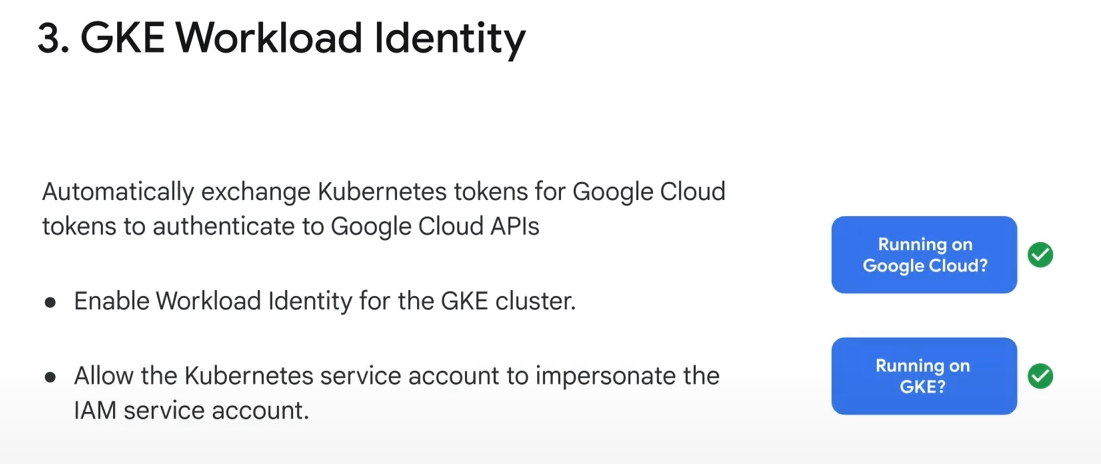 3. GKE Workload Identity
Automatically exchange Kubernetes tokens for Google Cloud
tokens to authenticate to Google Cloud APIs
● Enable Workload Identity for the GKE cluster.
● Allow the Kubernetes service account to impersonate the
IAM service account.
Running on
Google Cloud?
Running on
GKE?